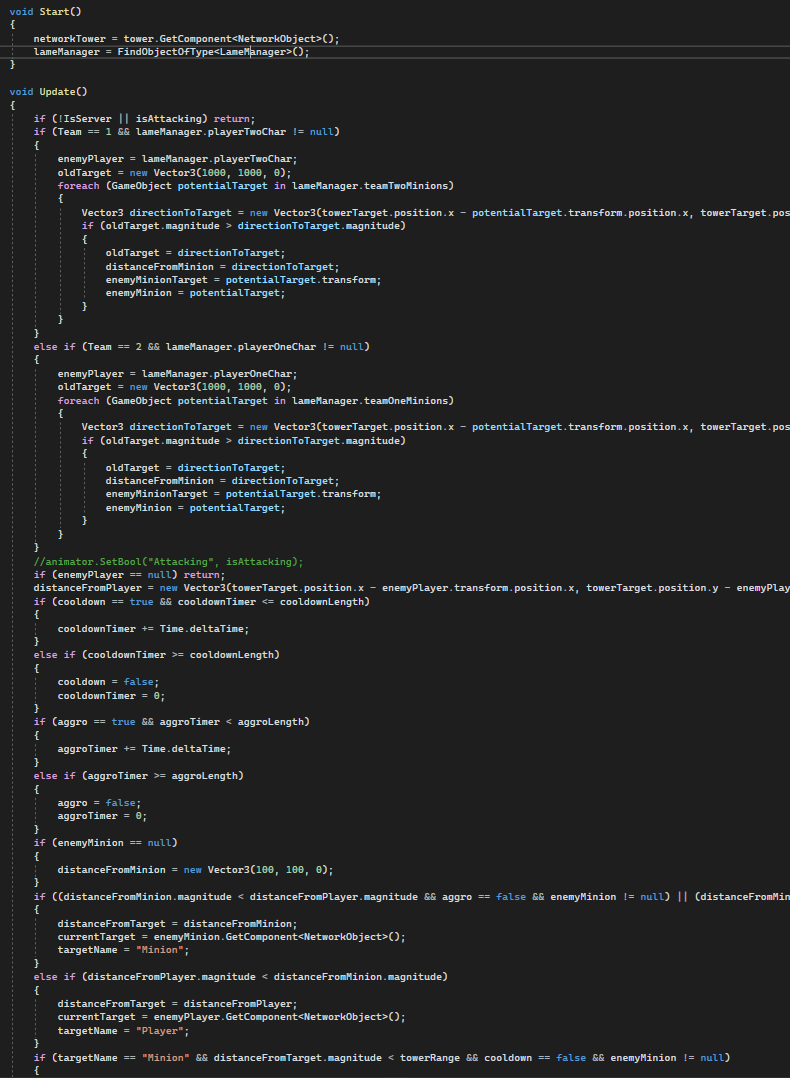 void Start()
{
    networkTower = tower.GetComponent<NetworkObject>();
    lameManager = FindObjectOfType<LameManager>();
}

void Update()
{
    if (!IsServer || isAttacking) return;
    if (Team == 1 && lameManager.playerTwoChar != null)
    {
        enemyPlayer = lameManager.playerTwoChar;
        oldTarget = new Vector3(1000, 1000, 0);
        foreach (GameObject potentialTarget in lameManager.teamTwoMinions)
        {
            Vector3 directionToTarget = new Vector3(towerTarget.position.x - potentialTarget.transform.position.x, towerTarget.pos
            if (oldTarget.magnitude > directionToTarget.magnitude)
            {
                oldTarget = directionToTarget;
                distanceFromMinion = directionToTarget;
                enemyMinionTarget = potentialTarget.transform;
                enemyMinion = potentialTarget;
            }
        }
    }
    else if (Team == 2 && lameManager.playerOneChar != null)
    {
        enemyPlayer = lameManager.playerOneChar;
        oldTarget = new Vector3(1000, 1000, 0);
        foreach (GameObject potentialTarget in lameManager.teamOneMinions)
        {
            Vector3 directionToTarget = new Vector3(towerTarget.position.x - potentialTarget.transform.position.x, towerTarget.pos
            if (oldTarget.magnitude > directionToTarget.magnitude)
            {
                oldTarget = directionToTarget;
                distanceFromMinion = directionToTarget;
                enemyMinionTarget = potentialTarget.transform;
                enemyMinion = potentialTarget;
            }
        }
    }
    //animator.SetBool("Attacking", isAttacking);
    if (enemyPlayer == null) return;
    distanceFromPlayer = new Vector3(towerTarget.position.x - enemyPlayer.transform.position.x, towerTarget.position.y - enemyPlay
    if (cooldown == true && cooldownTimer <= cooldownLength)
    {
        cooldownTimer += Time.deltaTime;
    }
    else if (cooldownTimer >= cooldownLength)
    {
        cooldown = false;
        cooldownTimer = 0;
    }
    if (aggro == true && aggroTimer < aggroLength)
    {
        aggroTimer += Time.deltaTime;
    }
    else if (aggroTimer >= aggroLength)
    {
        aggro = false;
        aggroTimer = 0;
    }
    if (enemyMinion == null)
    {
        distanceFromMinion = new Vector3(100, 100, 0);
    }
    if ((distanceFromMinion.magnitude < distanceFromPlayer.magnitude && aggro == false && enemyMinion != null) || (distanceFromMin
    {
        distanceFromTarget = distanceFromMinion;
        currentTarget = enemyMinion.GetComponent<NetworkObject>();
        targetName = "Minion";
    }
    else if (distanceFromPlayer.magnitude < distanceFromMinion.magnitude)
    {
        distanceFromTarget = distanceFromPlayer;
        currentTarget = enemyPlayer.GetComponent<NetworkObject>();
        targetName = "Player";
    }
    if (targetName == "Minion" && distanceFromTarget.magnitude < towerRange && cooldown == false && enemyMinion != null)
    {